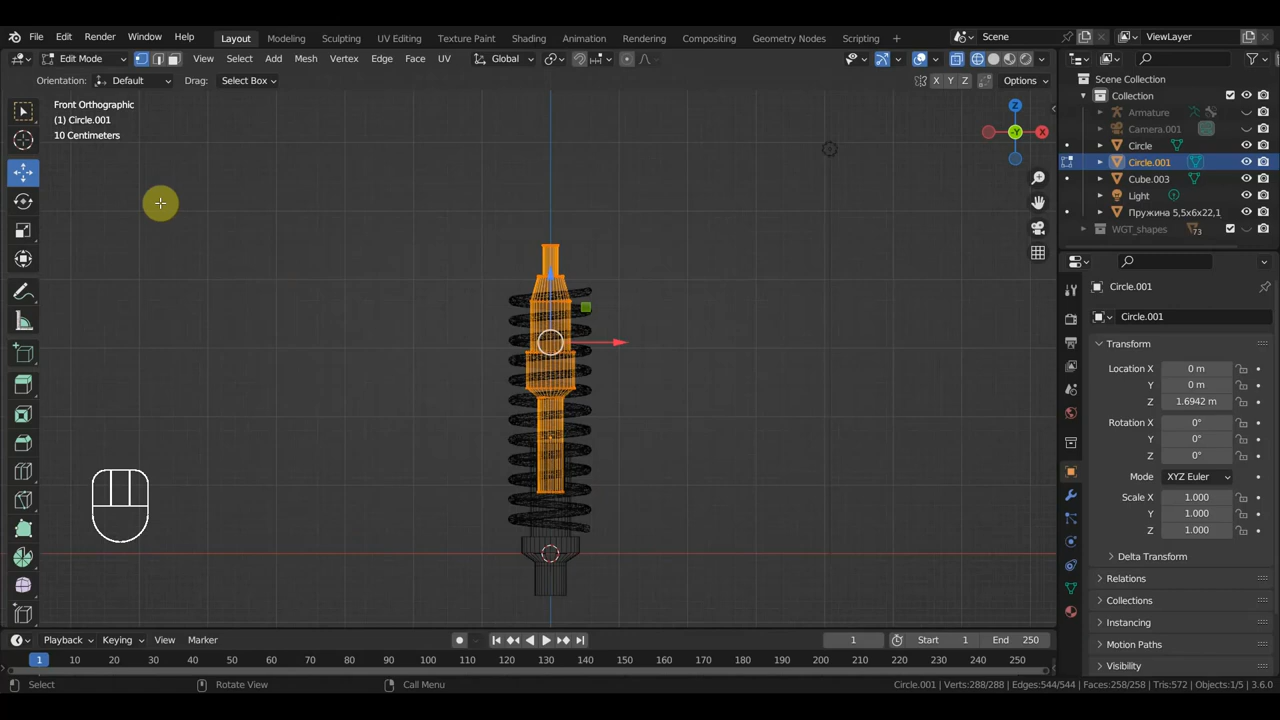 File Edit Render Window Help Layout Modeling Sculpting UV Editing Texture Paint Shading Animation Rendering Compositing Geometry Nodes Scripting Scene ViewLayer
Edit Mode View Select Add Mesh Vertex Edge Face UV Global
Orientation: Default Drag: Select Box X Y Z Options
Front Orthographic
(1) Circle.001
10 Centimeters
Z
X
-Y
Scene Collection
Collection
Armature
Camera.001
Circle
Circle.001
Cube.003
Light
Пружина 5,5x6x22,1
WGT_shapes 73
Circle.001
Circle.001
Transform
Location X 0 m
Y 0 m
Z 1.6942 m
Rotation X 0°
Y 0°
Z 0°
Mode XYZ Euler
Scale X 1.000
Y 1.000
Z 1.000
Delta Transform
Relations
Collections
Instancing
Motion Paths
Visibility
Playback Keying View Marker 1 Start 1 End 250
1 10 20 30 40 50 60 70 80 90 100 110 120 130 140 150 160 170 180 190 200 210 220 230 240 250
Select Rotate View Call Menu Circle.001 | Verts:288/288 | Edges:544/544 | Faces:258/258 | Tris:572 | Objects:1/5 | 3.6.0